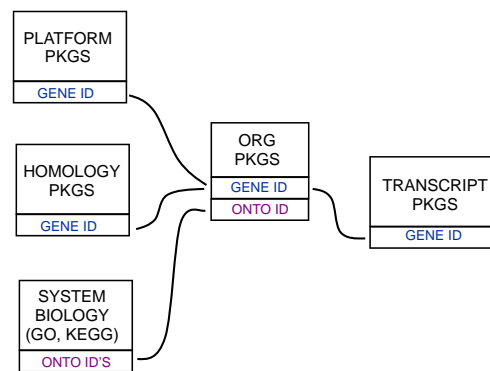 PLATFORM
PKGS
GENE ID
HOMOLOGY
PKGS
GENE ID
SYSTEM
BIOLOGY
(GO, KEGG)
ONTO ID'S
ORG
PKGS
GENE ID
ONTO ID
TRANSCRIPT
PKGS
GENE ID